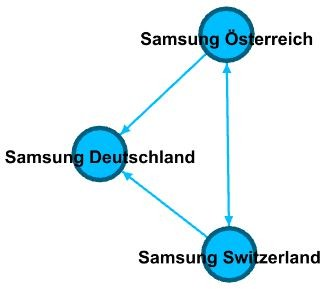 Samsung Österreich
Samsung Deutschland
Samsung Switzerland